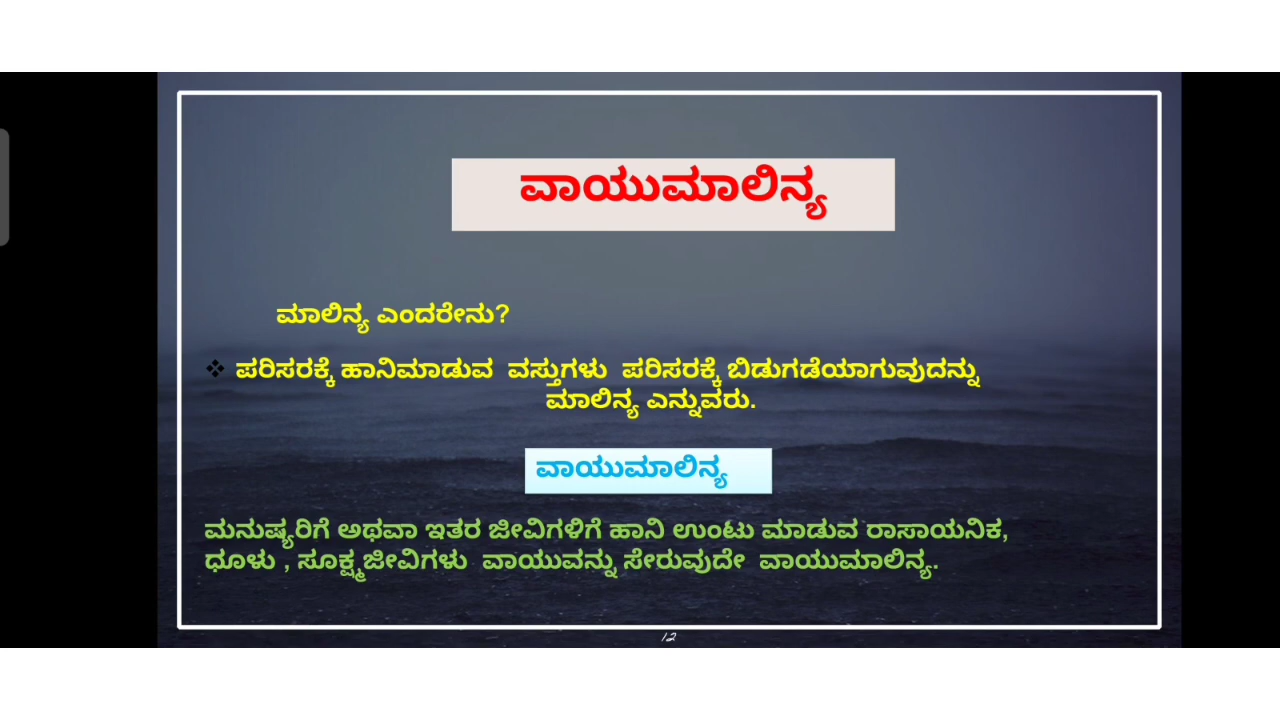 ವಾಯುಮಾಲಿನ್ಯ
ಮಾಲಿನ್ಯ ಎಂದರೇನು?
❖ ಪರಿಸರಕ್ಕೆ ಹಾನಿಮಾಡುವ ವಸ್ತುಗಳು ಪರಿಸರಕ್ಕೆ ಬಿಡುಗಡೆಯಾಗುವುದನ್ನು
ಮಾಲಿನ್ಯ ಎನ್ನುವರು.
ವಾಯುಮಾಲಿನ್ಯ
ಮನುಷ್ಯರಿಗೆ ಅಥವಾ ಇತರ ಜೀವಿಗಳಿಗೆ ಹಾನಿ ಉಂಟು ಮಾಡುವ ರಾಸಾಯನಿಕ,
ಧೂಳು , ಸೂಕ್ಷ್ಮಜೀವಿಗಳು ವಾಯುವನ್ನು ಸೇರುವುದೇ ವಾಯುಮಾಲಿನ್ಯ.
12